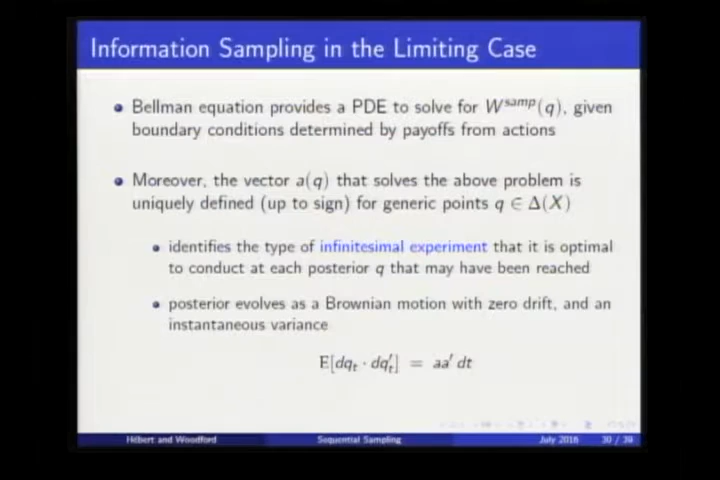 Information Sampling in the Limiting Case
Bellman equation provides a PDE to solve for W^samp(q), given
boundary conditions determined by payoffs from actions
Moreover, the vector a(q) that solves the above problem is
uniquely defined (up to sign) for generic points q ∈ Δ(X)
identifies the type of infinitesimal experiment that it is optimal
to conduct at each posterior q that may have been reached
posterior evolves as a Brownian motion with zero drift, and an
instantaneous variance
E[dq_t · dq'_t] = aa' dt
Hébert and Woodford Sequential Sampling July 2016 30 / 39